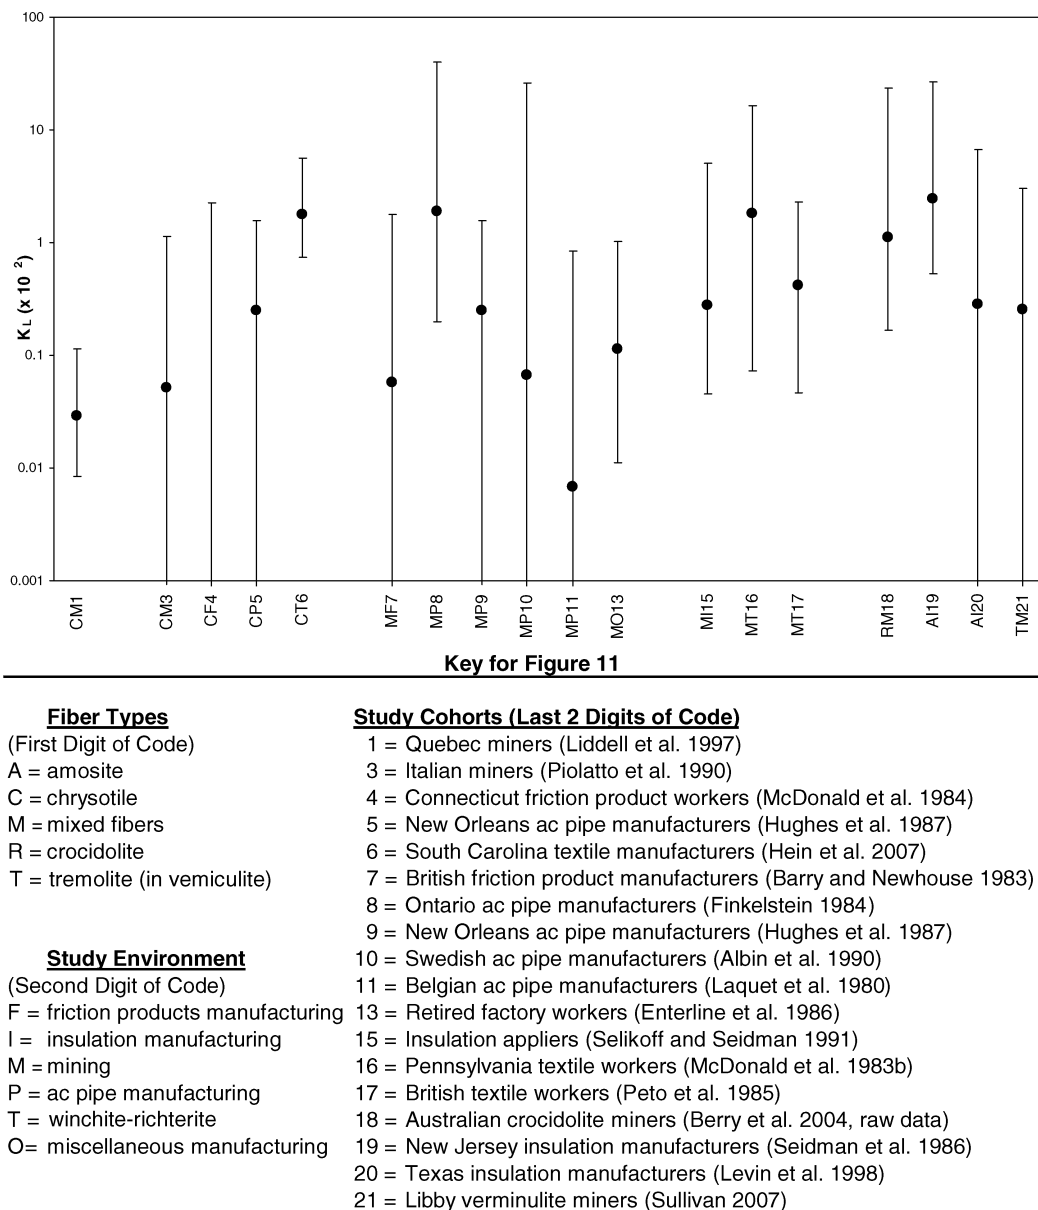 100
10
1
0.1
0.01
0.001
K L (x 10 2)
CM1
CM3
CF4
CP5
CT6
MF7
MP8
MP9
MP10
MP11
MO13
MI15
MT16
MT17
RM18
AI19
AI20
TM21
Key for Figure 11
Fiber Types
(First Digit of Code)
A = amosite
C = chrysotile
M = mixed fibers
R = crocidolite
T = tremolite (in vemiculite)
Study Environment
(Second Digit of Code)
F = friction products manufacturing
I = insulation manufacturing
M = mining
P = ac pipe manufacturing
T = winchite-richterite
O= miscellaneous manufacturing
Study Cohorts (Last 2 Digits of Code)
1 = Quebec miners (Liddell et al. 1997)
3 = Italian miners (Piolatto et al. 1990)
4 = Connecticut friction product workers (McDonald et al. 1984)
5 = New Orleans ac pipe manufacturers (Hughes et al. 1987)
6 = South Carolina textile manufacturers (Hein et al. 2007)
7 = British friction product manufacturers (Barry and Newhouse 1983)
8 = Ontario ac pipe manufacturers (Finkelstein 1984)
9 = New Orleans ac pipe manufacturers (Hughes et al. 1987)
10 = Swedish ac pipe manufacturers (Albin et al. 1990)
11 = Belgian ac pipe manufacturers (Laquet et al. 1980)
13 = Retired factory workers (Enterline et al. 1986)
15 = Insulation appliers (Selikoff and Seidman 1991)
16 = Pennsylvania textile workers (McDonald et al. 1983b)
17 = British textile workers (Peto et al. 1985)
18 = Australian crocidolite miners (Berry et al. 2004, raw data)
19 = New Jersey insulation manufacturers (Seidman et al. 1986)
20 = Texas insulation manufacturers (Levin et al. 1998)
21 = Libby verminulite miners (Sullivan 2007)